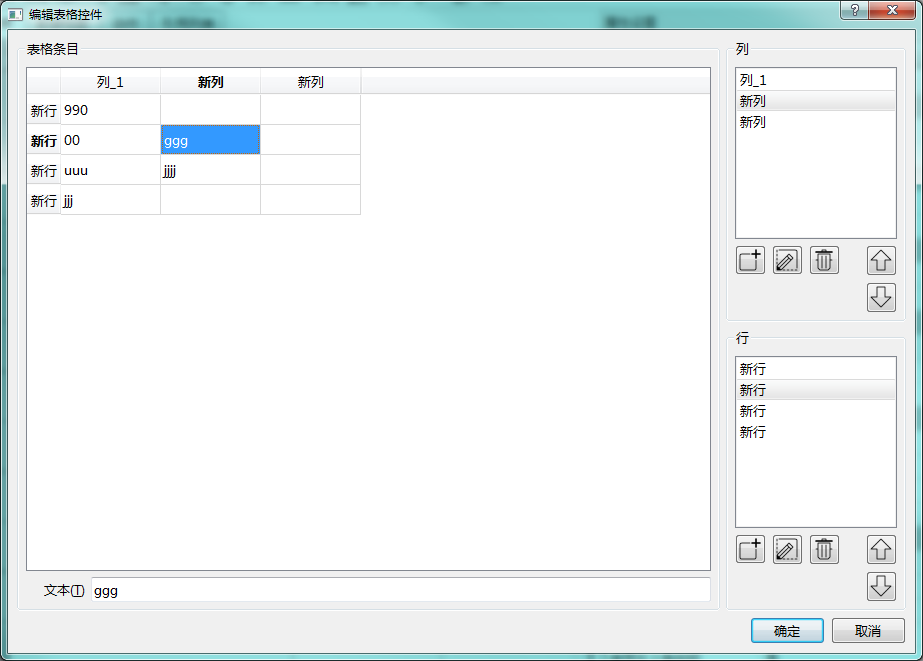 编辑表格控件
?
表格条目
列_1 新列 新列
新行 990
新行 00 ggg
新行 uuu jjjj
新行 jjj
文本(T) ggg
列
列_1
新列
新列
行
新行
新行
新行
新行
确定 取消